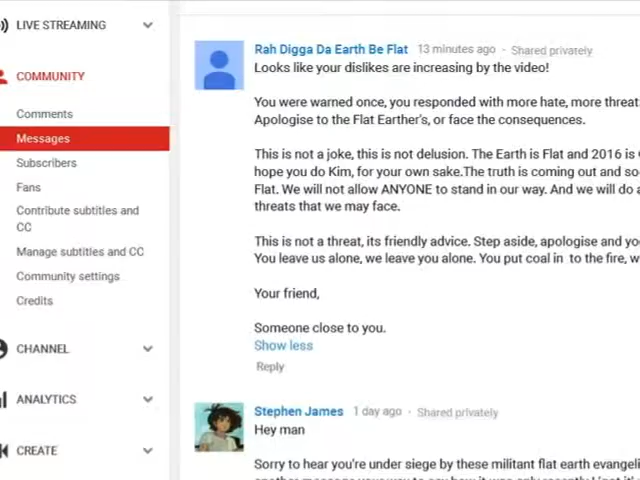 LIVE STREAMING
COMMUNITY
Comments
Messages
Subscribers
Fans
Contribute subtitles and
CC
Manage subtitles and CC
Community settings
Credits
CHANNEL
ANALYTICS
CREATE
Rah Digga Da Earth Be Flat 13 minutes ago - Shared privately
Looks like your dislikes are increasing by the video!
You were warned once, you responded with more hate, more threats
Apologise to the Flat Earther's, or face the consequences.
This is not a joke, this is not delusion. The Earth is Flat and 2016 is
hope you do Kim, for your own sake.The truth is coming out and so
Flat. We will not allow ANYONE to stand in our way. And we will do a
threats that we may face.
This is not a threat, its friendly advice. Step aside, apologise and yo
You leave us alone, we leave you alone. You put coal in to the fire, w
Your friend,
Someone close to you.
Show less
Reply
Stephen James 1 day ago - Shared privately
Hey man
Sorry to hear you're under siege by these militant flat earth evangeli